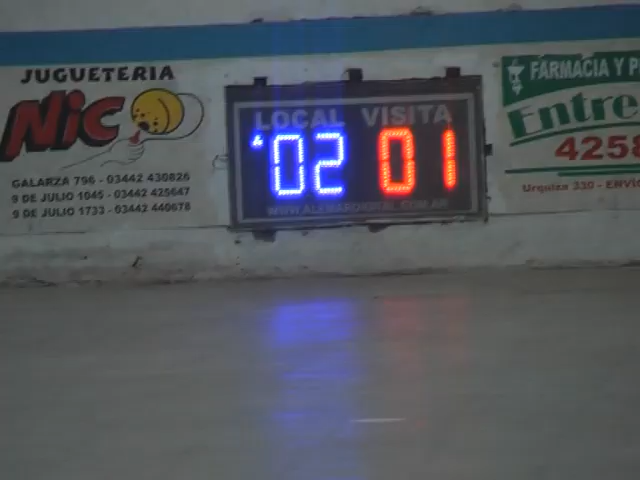 JUGUETERIA
Nic
GALARZA 796 - 03442 430826
9 DE JULIO 1045 - 03442 425647
9 DE JULIO 1733 - 03442 440678
LOCAL VISITA
02 01
FARMACIA Y P
Entre
4258
Urquiza 330 - ENVIO